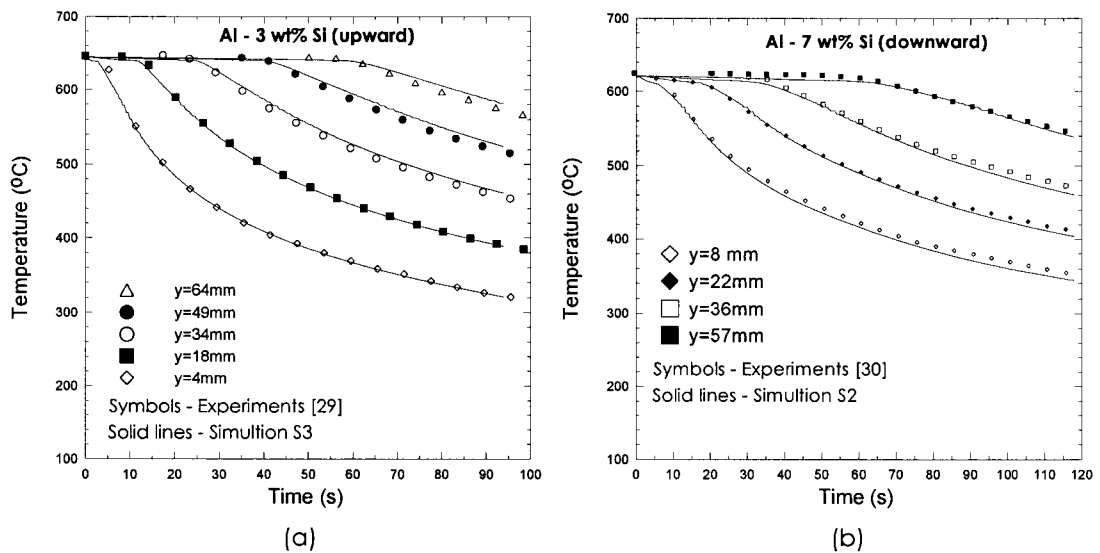 Al - 3 wt% Si (upward)
700
600
500
400
300
200
100
Temperature (ºC)
y=64mm
y=49mm
y=34mm
y=18mm
y=4mm
Symbols - Experiments [29]
Solid lines - Simultion S3
0 10 20 30 40 50 60 70 80 90 100
Time (s)
(a)
Al - 7 wt% Si (downward)
700
600
500
400
300
200
100
Temperature (ºC)
y=8 mm
y=22mm
y=36mm
y=57mm
Symbols - Experiments [30]
Solid lines - Simultion S2
0 10 20 30 40 50 60 70 80 90 100 110 120
Time (s)
(b)